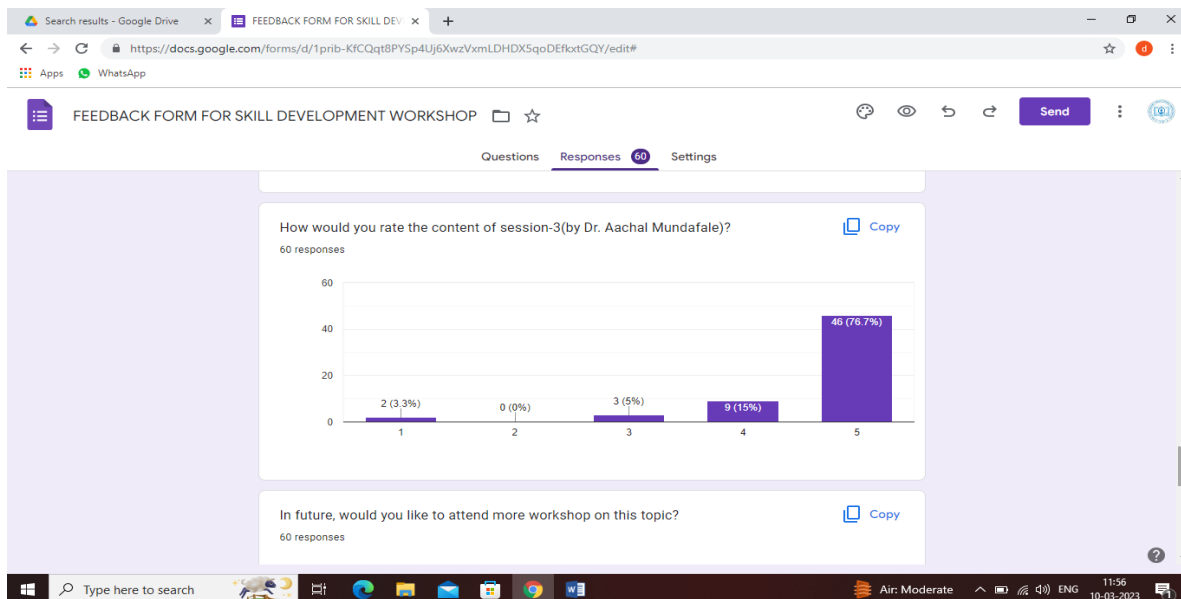 Search results - Google Drive
FEEDBACK FORM FOR SKILL DEV
https://docs.google.com/forms/d/1prib-KfCQqt8PYSp4Uj6XwzVxmLDHDX5qoDEfkxtGQY/edit#
d
Apps WhatsApp
FEEDBACK FORM FOR SKILL DEVELOPMENT WORKSHOP
Send
Questions Responses 60 Settings
How would you rate the content of session-3(by Dr. Aachal Mundafale)?
Copy
60 responses
60
40
20
0
2 (3.3%)
0 (0%)
3 (5%)
9 (15%)
46 (76.7%)
1 2 3 4 5
In future, would you like to attend more workshop on this topic?
Copy
60 responses
Type here to search
Air: Moderate
ENG
11:56
10-03-2023